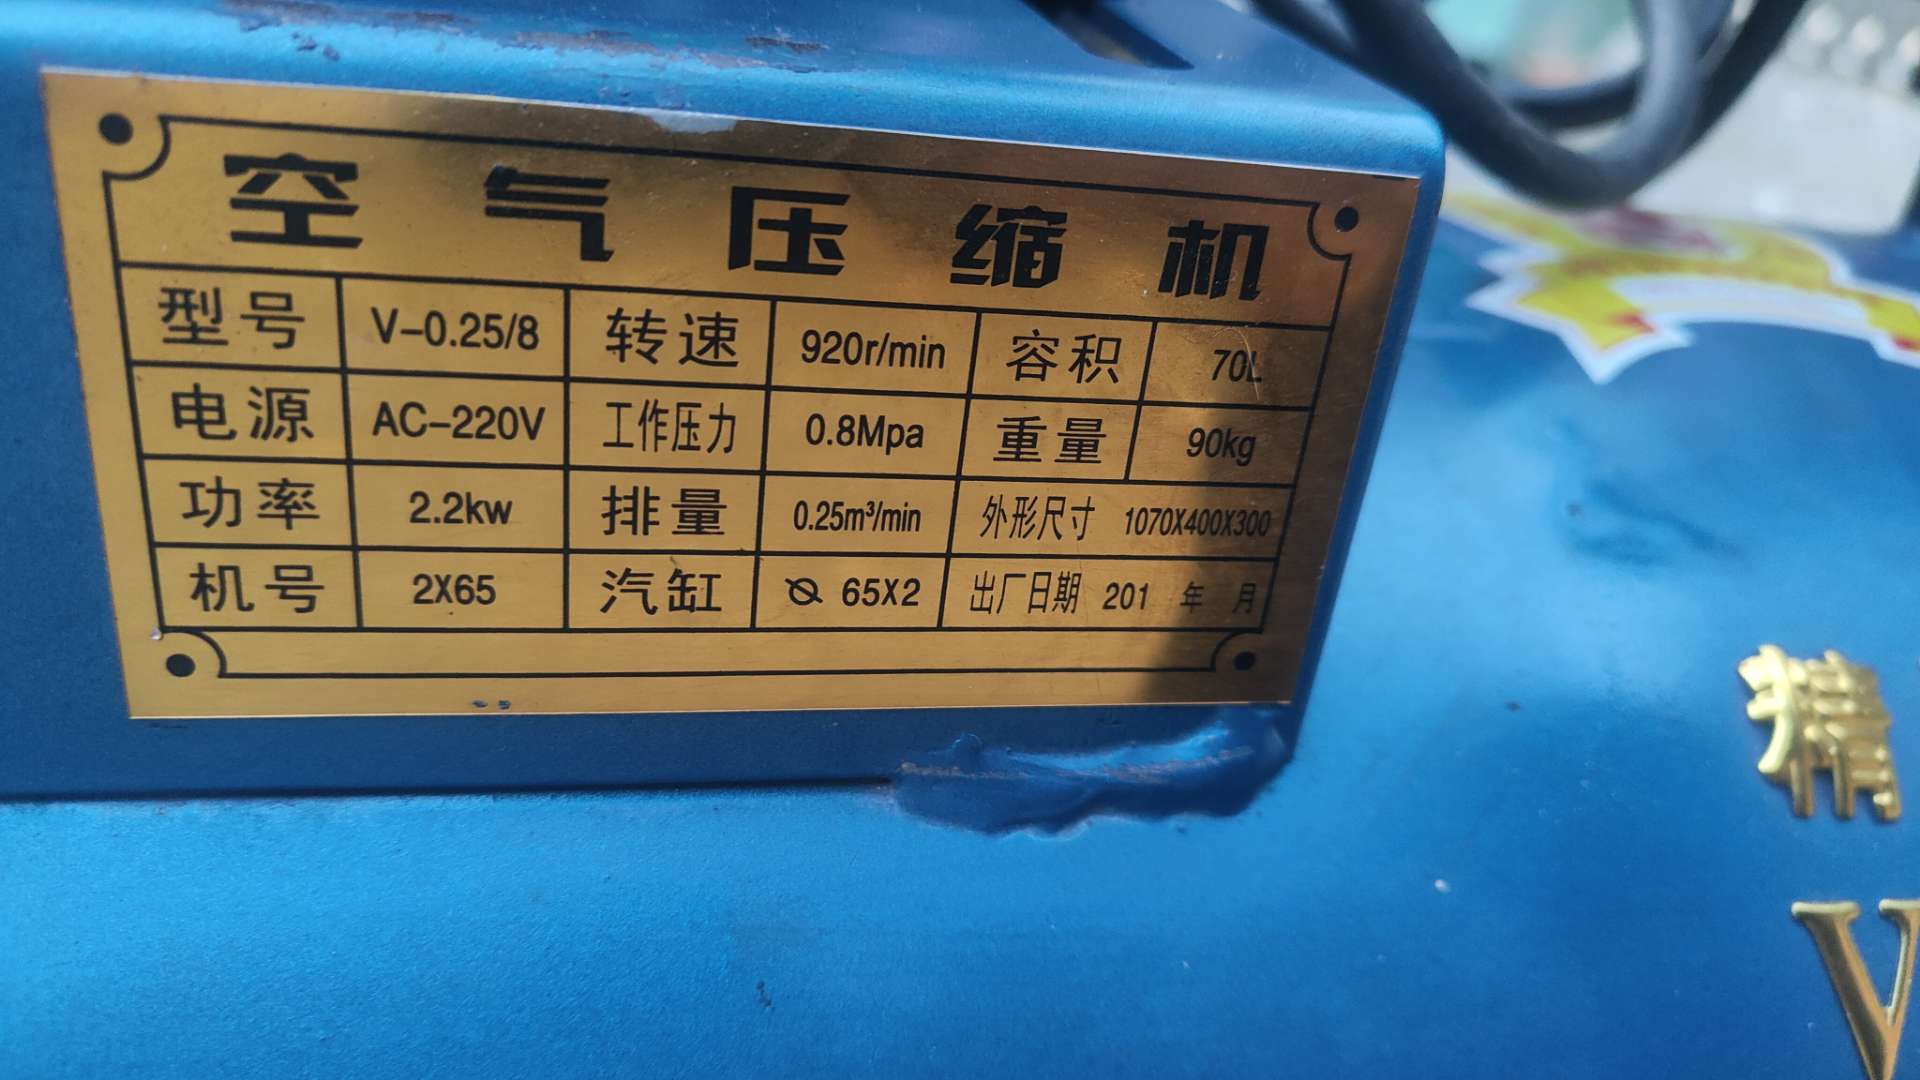 空气压缩机
型号 V-0.25/8 转速 920r/min 容积 70L
电源 AC-220V 工作压力 0.8Mpa 重量 90kg
功率 2.2kw 排量 0.25m³/min 外形尺寸 1070X400X300
机号 2X65 汽缸 Ø 65X2 出厂日期 201 年 月
V